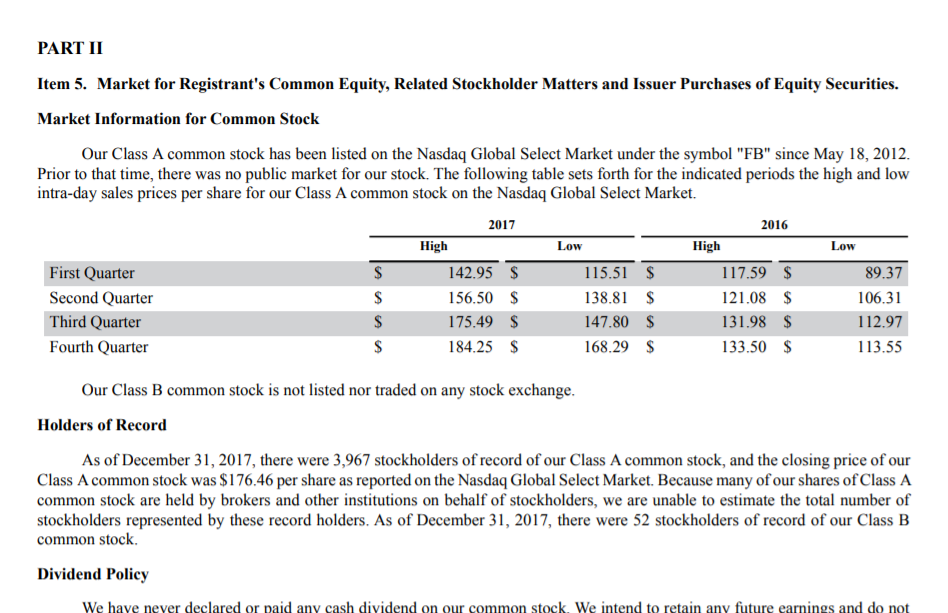 PART II
Item 5. Market for Registrant's Common Equity, Related Stockholder Matters and Issuer Purchases of Equity Securities.
Market Information for Common Stock
Our Class A common stock has been listed on the Nasdaq Global Select Market under the symbol "FB" since May 18, 2012.
Prior to that time, there was no public market for our stock. The following table sets forth for the indicated periods the high and low
intra-day sales prices per share for our Class A common stock on the Nasdaq Global Select Market.
2017 2016
High Low High Low
First Quarter $ 142.95 $ 115.51 $ 117.59 $ 89.37
Second Quarter $ 156.50 $ 138.81 $ 121.08 $ 106.31
Third Quarter $ 175.49 $ 147.80 $ 131.98 $ 112.97
Fourth Quarter $ 184.25 $ 168.29 $ 133.50 $ 113.55
Our Class B common stock is not listed nor traded on any stock exchange.
Holders of Record
As of December 31, 2017, there were 3,967 stockholders of record of our Class A common stock, and the closing price of our
Class A common stock was $176.46 per share as reported on the Nasdaq Global Select Market. Because many of our shares of Class A
common stock are held by brokers and other institutions on behalf of stockholders, we are unable to estimate the total number of
stockholders represented by these record holders. As of December 31, 2017, there were 52 stockholders of record of our Class B
common stock.
Dividend Policy
We have never declared or paid any cash dividend on our common stock. We intend to retain any future earnings and do not